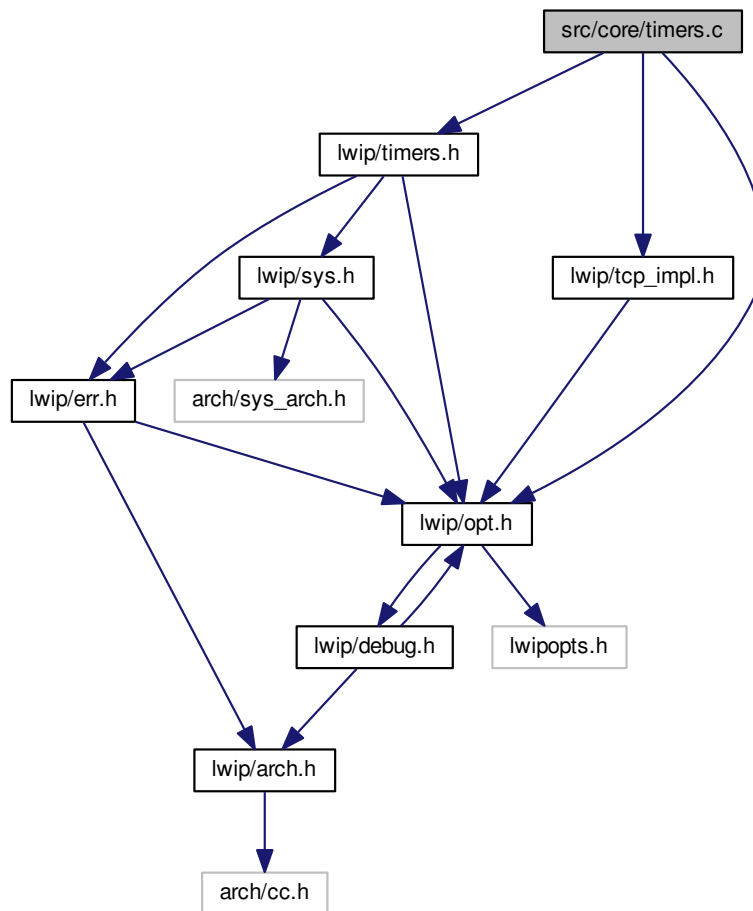 src/core/timers.c
lwip/timers.h
lwip/sys.h
lwip/tcp_impl.h
lwip/err.h
arch/sys_arch.h
lwip/opt.h
lwip/debug.h
lwipopts.h
lwip/arch.h
arch/cc.h